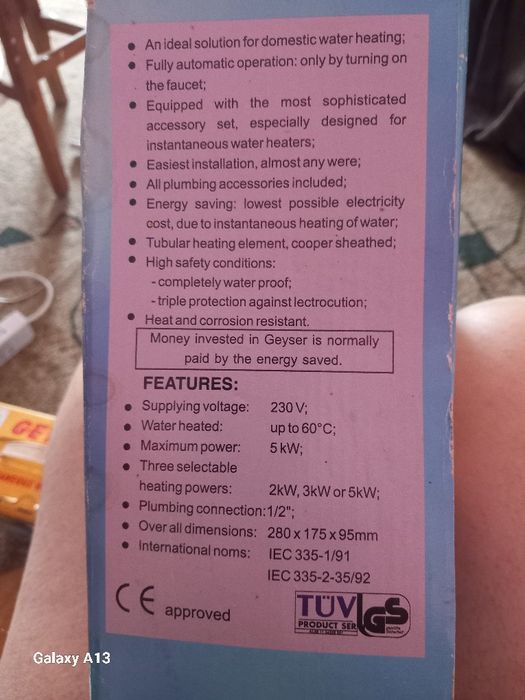 • An ideal solution for domestic water heating;
• Fully automatic operation: only by turning on
the faucet;
• Equipped with the most sophisticated
accessory set, especially designed for
instantaneous water heaters;
• Easiest installation, almost any were;
• All plumbing accessories included;
• Energy saving: lowest possible electricity
cost, due to instantaneous heating of water;
• Tubular heating element, cooper sheathed;
• High safety conditions:
- completely water proof;
- triple protection against lectrocution;
• Heat and corrosion resistant.
Money invested in Geyser is normally
paid by the energy saved.
FEATURES:
• Supplying voltage: 230 V;
• Water heated: up to 60°C;
• Maximum power: 5 kW;
• Three selectable
heating powers: 2kW, 3kW or 5kW;
• Plumbing connection: 1/2";
• Over all dimensions: 280 x 175 x 95mm
• International noms: IEC 335-1/91
IEC 335-2-35/92
CE approved
TÜV GS
PRODUCT SER
GE
Galaxy A13